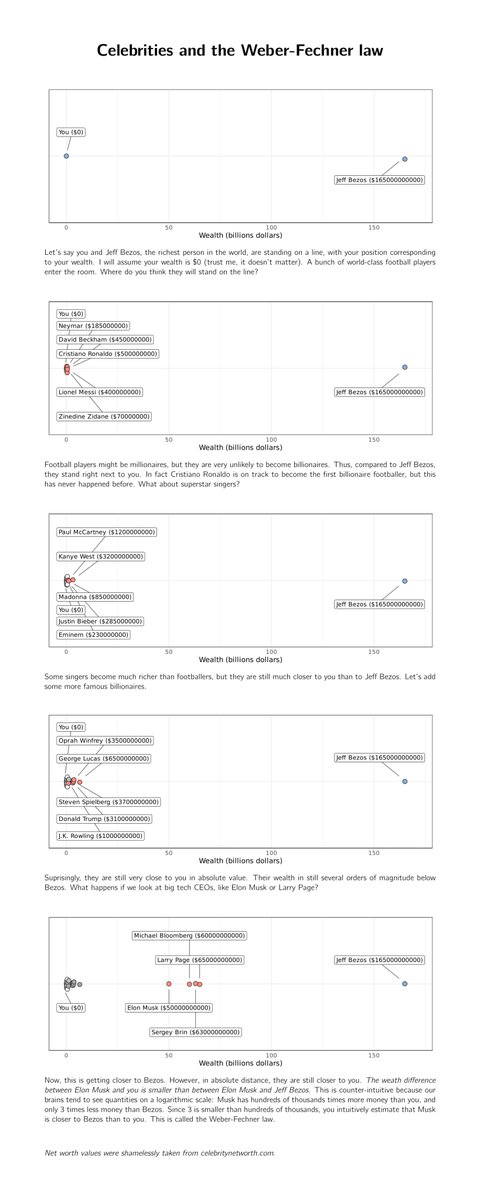 Celebrities and the Weber-Fechner law
You ($0)
Jeff Bezos ($165000000000)
0 50 100 150
Wealth (billions dollars)
Let's say you and Jeff Bezos, the richest person in the world, are standing on a line, with your position corresponding
to your wealth. I will assume your wealth is $0 (trust me, it doesn't matter). A bunch of world-class football players
enter the room. Where do you think they will stand on the line?
You ($0)
Neymar ($185000000)
David Beckham ($450000000)
Cristiano Ronaldo ($500000000)
Lionel Messi ($400000000)
Jeff Bezos ($165000000000)
Zinedine Zidane ($70000000)
0 50 100 150
Wealth (billions dollars)
Football players might be millionaires, but they are very unlikely to become billionaires. Thus, compared to Jeff Bezos,
they stand right next to you. In fact Cristiano Ronaldo is on track to become the first billionaire footballer, but this
has never happened before. What about superstar singers?
Paul McCartney ($1200000000)
Kanye West ($3200000000)
Madonna ($850000000)
Jeff Bezos ($165000000000)
You ($0)
Justin Bieber ($285000000)
Eminem ($230000000)
0 50 100 150
Wealth (billions dollars)
Some singers become much richer than footballers, but they are still much closer to you than to Jeff Bezos. Let's add
some more famous billionaires.
You ($0)
Oprah Winfrey ($3500000000)
George Lucas ($6500000000)
Jeff Bezos ($165000000000)
Steven Spielberg ($3700000000)
Donald Trump ($3100000000)
J.K. Rowling ($1000000000)
0 50 100 150
Wealth (billions dollars)
Suprisingly, they are still very close to you in absolute value. Their wealth in still several orders of magnitude below
Bezos. What happens if we look at big tech CEOs, like Elon Musk or Larry Page?
Michael Bloomberg ($60000000000)
Larry Page ($65000000000)
Jeff Bezos ($165000000000)
You ($0)
Elon Musk ($50000000000)
Sergey Brin ($63000000000)
0 50 100 150
Wealth (billions dollars)
Now, this is getting closer to Bezos. However, in absolute distance, they are still closer to you. The weath difference
between Elon Musk and you is smaller than between Elon Musk and Jeff Bezos. This is counter-intuitive because our
brains tend to see quantities on a logarithmic scale: Musk has hundreds of thousands times more money than you, and
only 3 times less money than Bezos. Since 3 is smaller than hundreds of thousands, you intuitively estimate that Musk
is closer to Bezos than to you. This is called the Weber-Fechner law.
Net worth values were shamelessly taken from celebritynetworth.com.